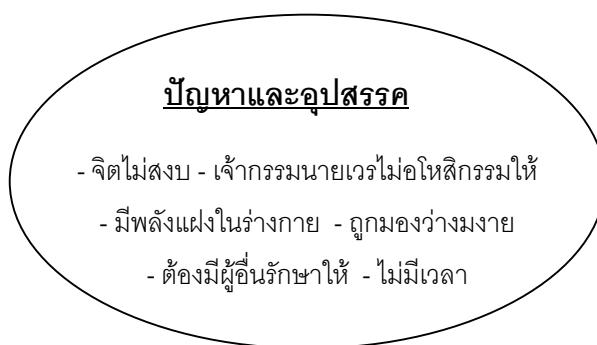 ปัญหาและอุปสรรค
- จิตไม่สงบ - เจ้ากรรมนายเวรไม่อโหสิกรรมให้
- มีพลังแฝงในร่างกาย - ถูกมองว่างมงาย
- ต้องมีผู้อื่นรักษาให้ - ไม่มีเวลา